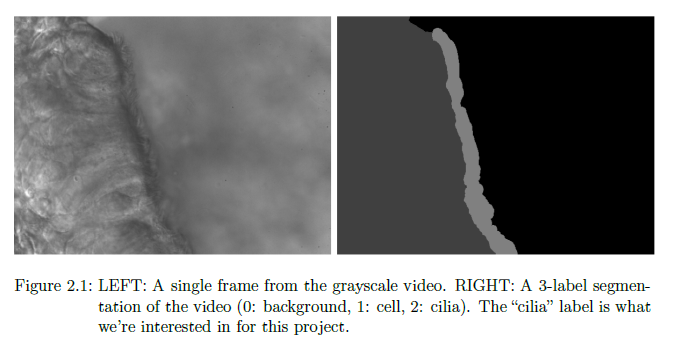 Figure 2.1: LEFT: A single frame from the grayscale video. RIGHT: A 3-label segmen-
tation of the video (0: background, 1: cell, 2: cilia). The “cilia” label is what
we’re interested in for this project.